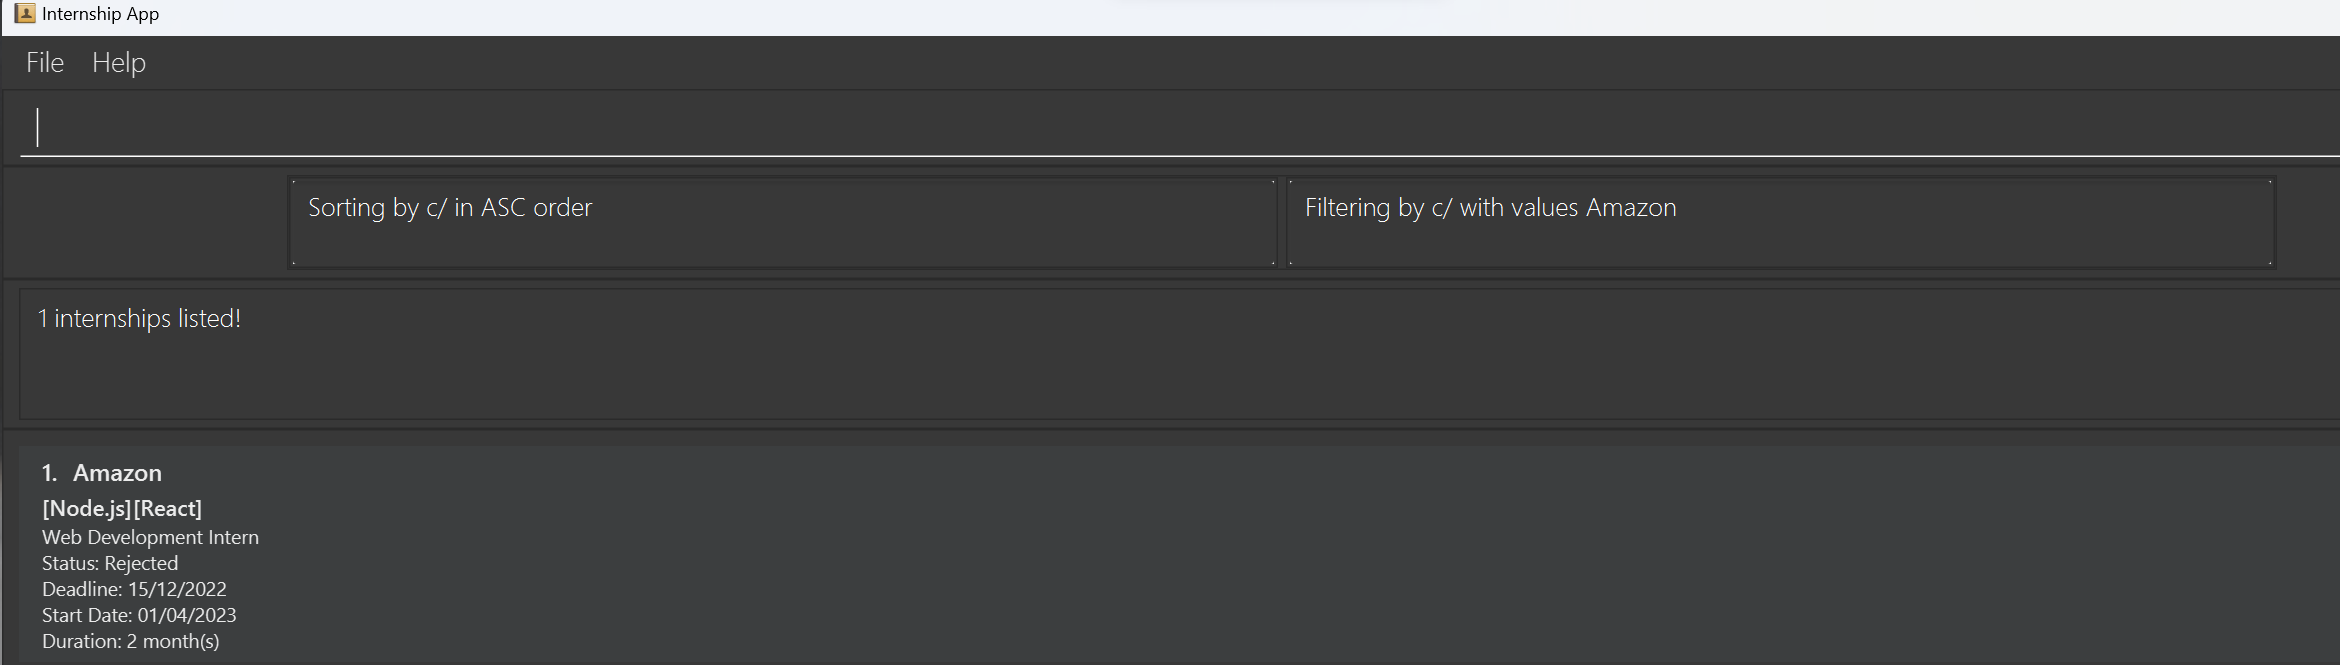 Internship App
File Help
Sorting by c/ in ASC order
Filtering by c/ with values Amazon
1 internships listed!
1. Amazon
[Node.js][React]
Web Development Intern
Status: Rejected
Deadline: 15/12/2022
Start Date: 01/04/2023
Duration: 2 month(s)